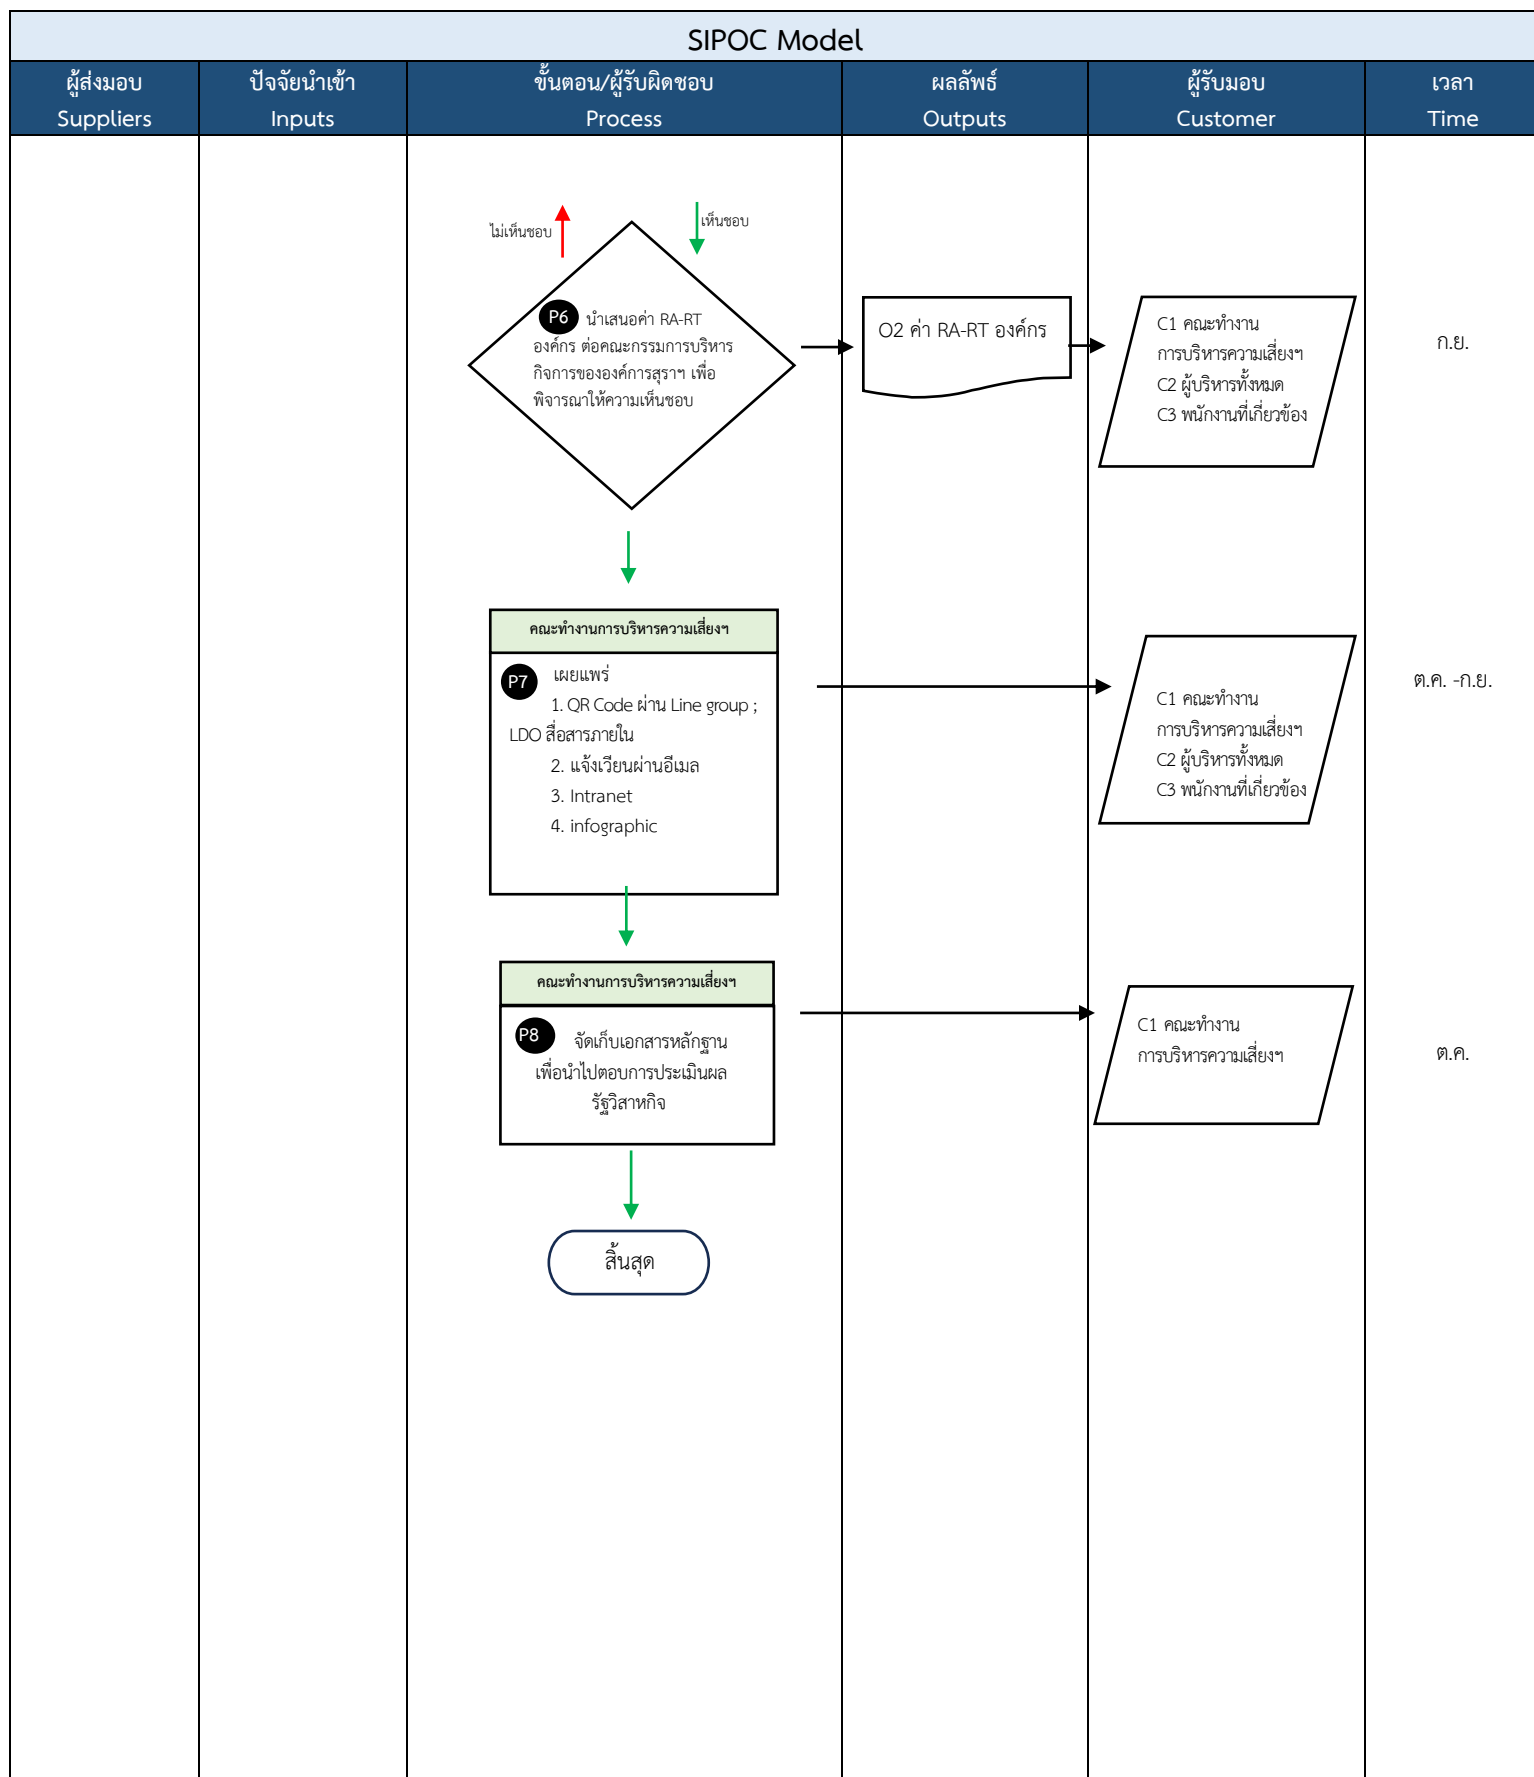 SIPOC Model
ผู้ส่งมอบ
Suppliers
ปัจจัยนำเข้า
Inputs
ขั้นตอน/ผู้รับผิดชอบ
Process
ผลลัพธ์
Outputs
ผู้รับมอบ
Customer
เวลา
Time
ไม่เห็นชอบ
เห็นชอบ
P6 นำเสนอค่า RA-RT
องค์กร ต่อคณะกรรมการบริหาร
กิจการขององค์การสุราฯ เพื่อ
พิจารณาให้ความเห็นชอบ
O2 ค่า RA-RT องค์กร
C1 คณะทำงาน
การบริหารความเสี่ยงฯ
C2 ผู้บริหารทั้งหมด
C3 พนักงานที่เกี่ยวข้อง
ก.ย.
คณะทำงานการบริหารความเสี่ยงฯ
P7 เผยแพร่
1. QR Code ผ่าน Line group ;
LDO สื่อสารภายใน
2. แจ้งเวียนผ่านอีเมล
3. Intranet
4. infographic
C1 คณะทำงาน
การบริหารความเสี่ยงฯ
C2 ผู้บริหารทั้งหมด
C3 พนักงานที่เกี่ยวข้อง
ต.ค. -ก.ย.
คณะทำงานการบริหารความเสี่ยงฯ
P8 จัดเก็บเอกสารหลักฐาน
เพื่อนำไปตอบการประเมินผล
รัฐวิสาหกิจ
C1 คณะทำงาน
การบริหารความเสี่ยงฯ
ต.ค.
สิ้นสุด